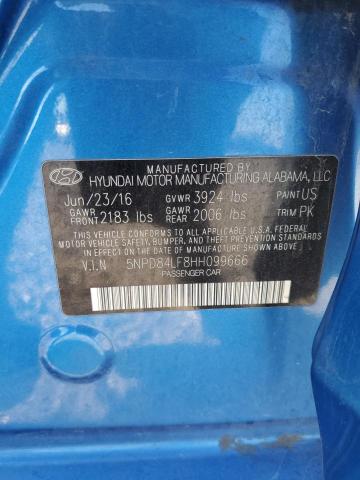 MANUFACTURED BY
HYUNDAI MOTOR MANUFACTURING ALABAMA, LLC
Jun/23/16 GVWR 3924 lbs PAINT US
GAWR FRONT 2183 lbs GAWR REAR 2006 lbs TRIM PK
THIS VEHICLE CONFORMS TO ALL APPLICABLE U.S.A. FEDERAL
MOTOR VEHICLE SAFETY, BUMPER, AND THEFT PREVENTION
STANDARDS IN EFFECT ON THE DATE OF MANUFACTURE SHOWN ABOVE.
V.I.N 5NPD84LF8HH099666
PASSENGER CAR